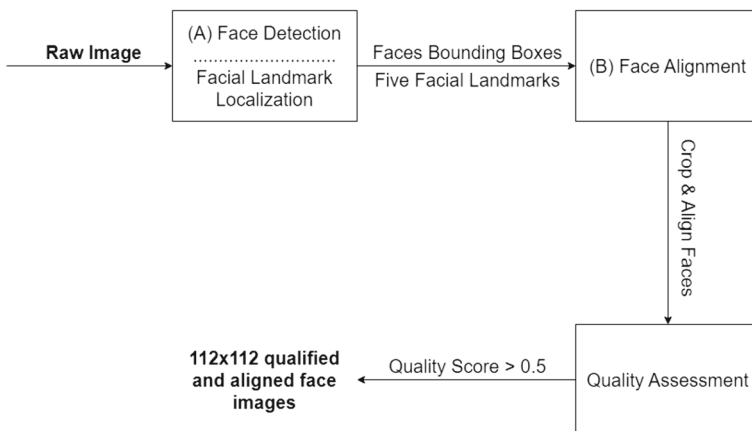 Raw Image
(A) Face Detection
Facial Landmark
Localization
Faces Bounding Boxes
Five Facial Landmarks
(B) Face Alignment
Crop & Align Faces
Quality Assessment
Quality Score > 0.5
112x112 qualified
and aligned face
images